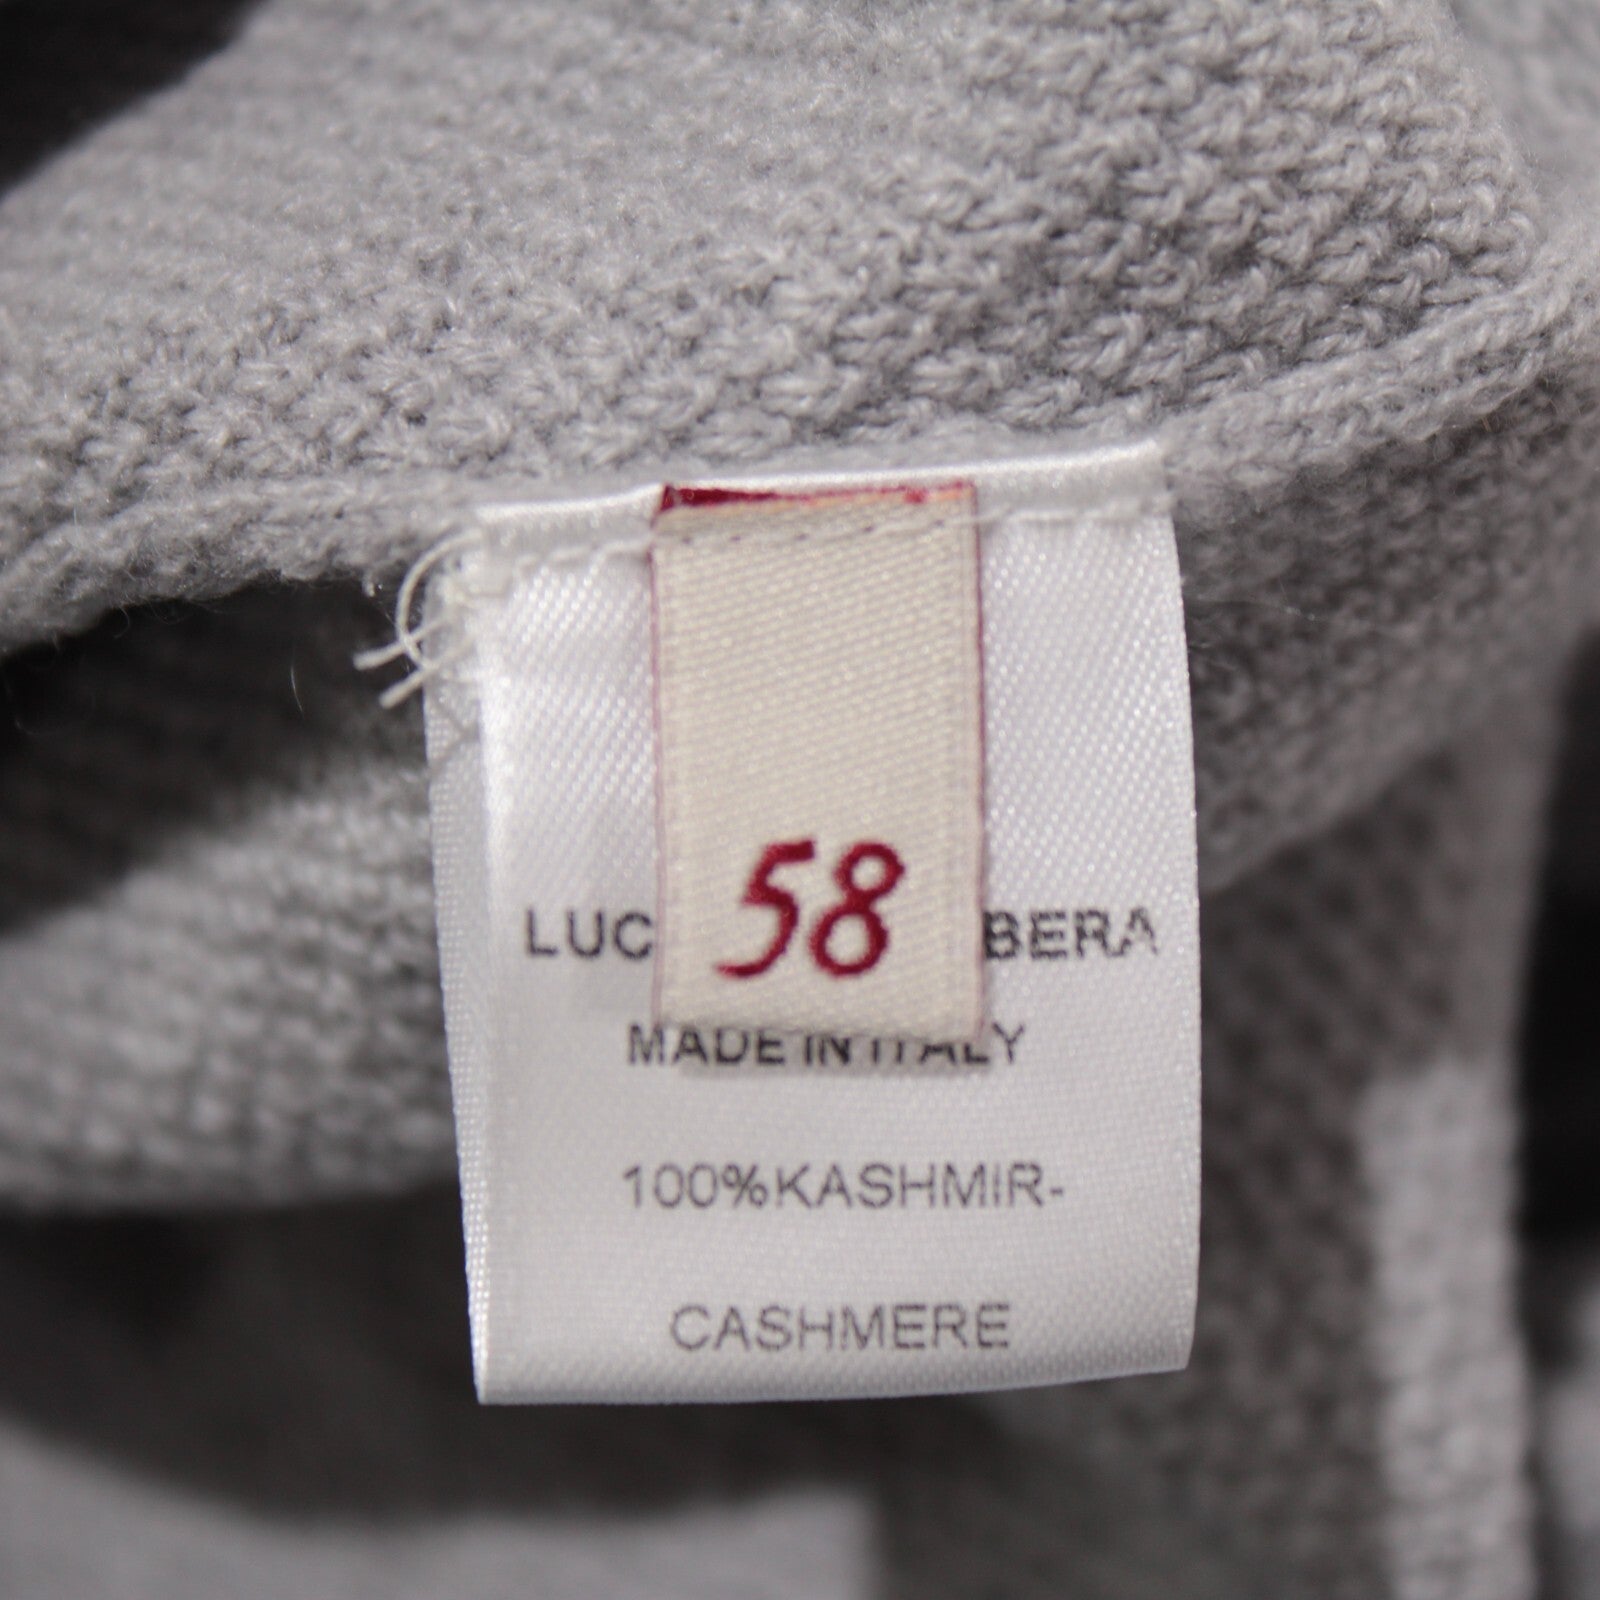 58
LUC BERA
MADE IN ITALY
100%KASHMIR-
CASHMERE